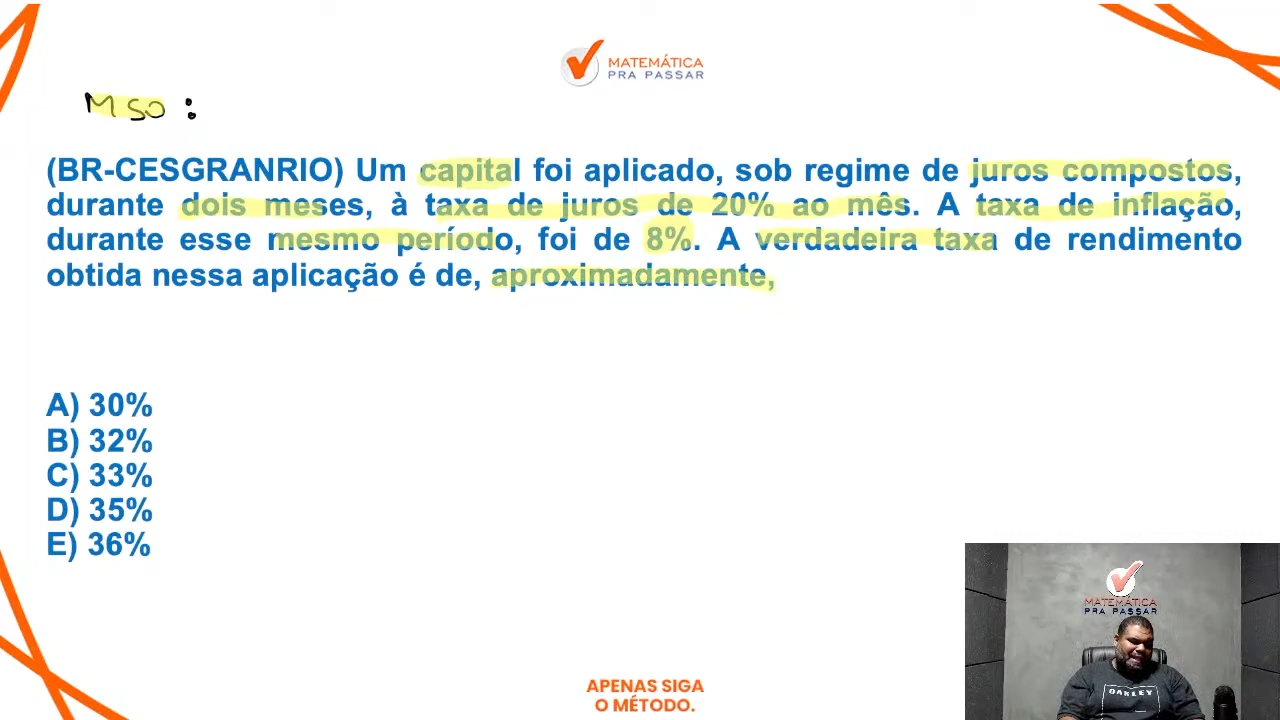 MATEMÁTICA
PRA PASSAR
MSO :
(BR-CESGRANRIO) Um capital foi aplicado, sob regime de juros compostos,
durante dois meses, à taxa de juros de 20% ao mês. A taxa de inflação,
durante esse mesmo período, foi de 8%. A verdadeira taxa de rendimento
obtida nessa aplicação é de, aproximadamente,
A) 30%
B) 32%
C) 33%
D) 35%
E) 36%
MATEMÁTICA
PRA PASSAR
OAKLEY
APENAS SIGA
O MÉTODO.